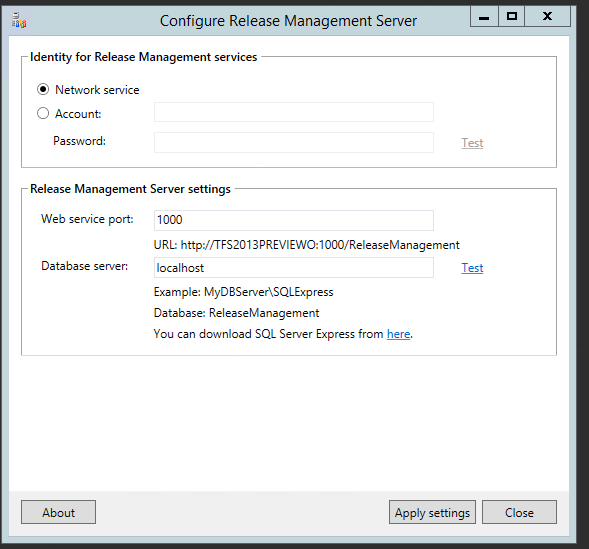 Configure Release Management Server
Identity for Release Management services
Network service
Account:
Password:
Test
Release Management Server settings
Web service port: 1000
URL: http://TFS2013PREVIEWO:1000/ReleaseManagement
Database server: localhost Test
Example: MyDBServer\SQLExpress
Database: ReleaseManagement
You can download SQL Server Express from here.
About Apply settings Close